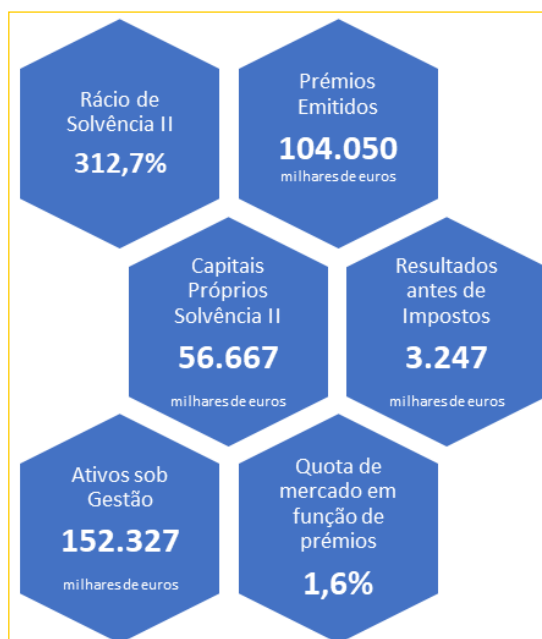 Rácio de
Solvência II
312,7%
Prémios
Emitidos
104.050
milhares de euros
Capitais
Próprios
Solvência II
56.667
milhares de euros
Resultados
antes de
Impostos
3.247
milhares de euros
Ativos sob
Gestão
152.327
milhares de euros
Quota de
mercado em
função de
prémios
1,6%